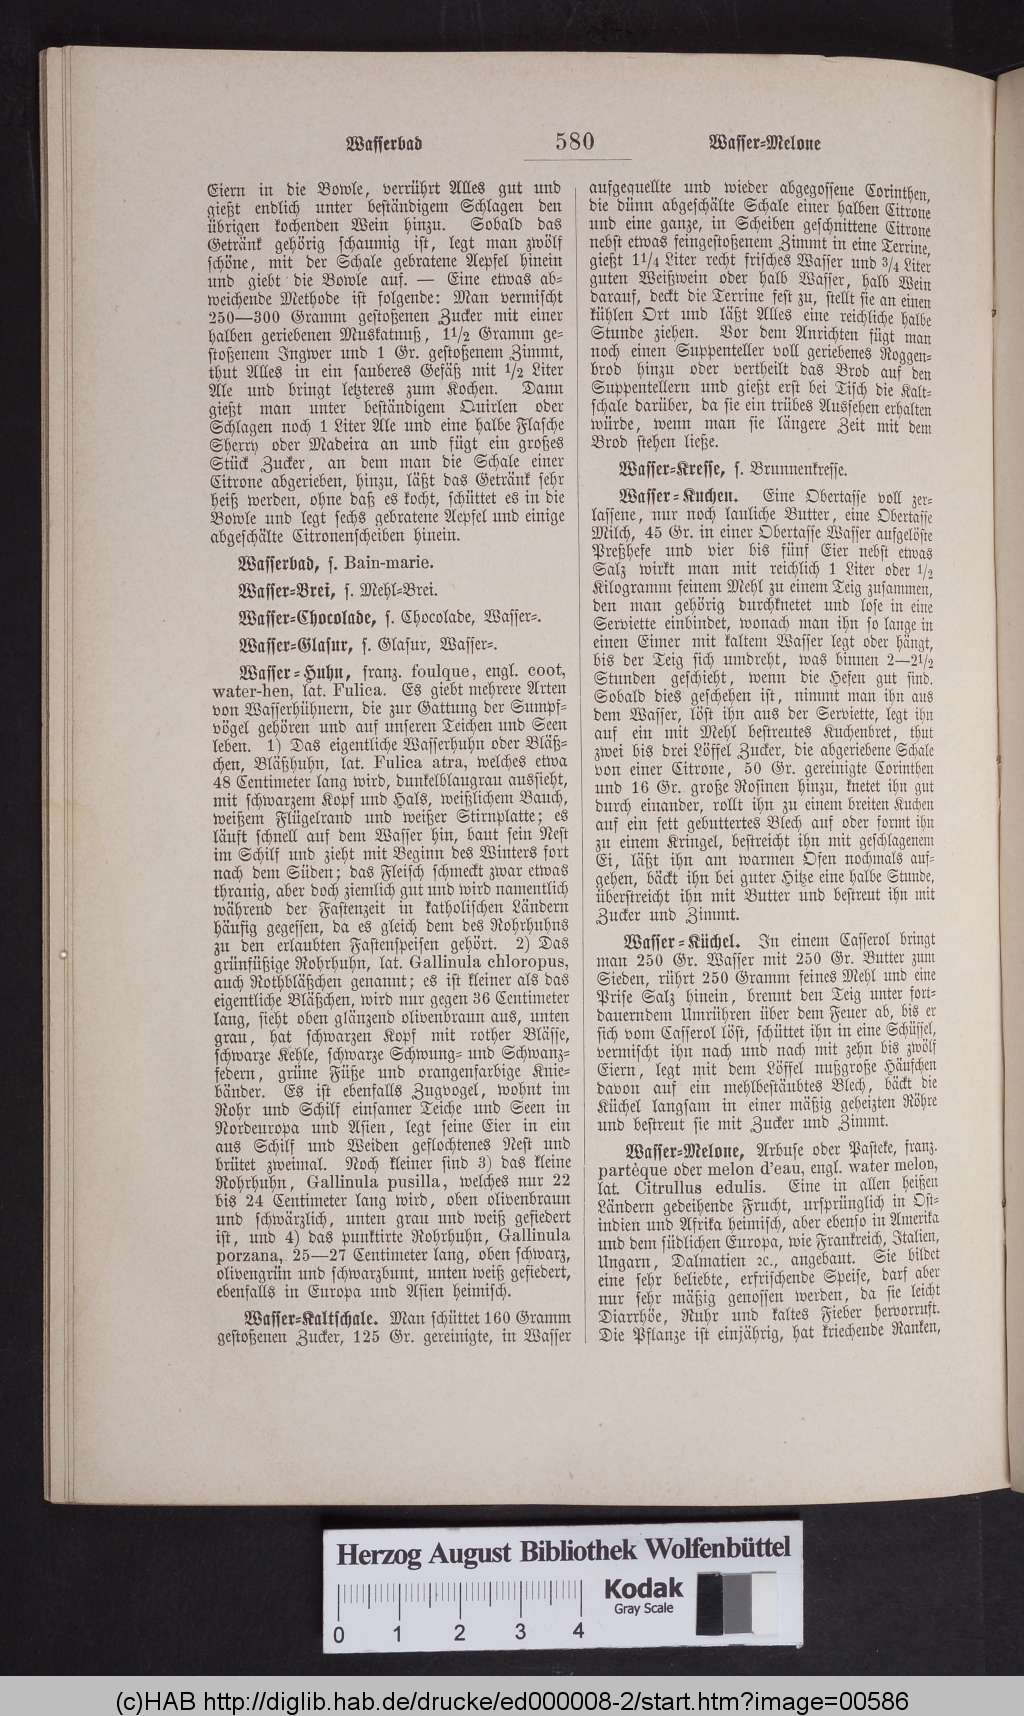 Wasserbad 580 Wasser-Melone
Eiern in die Bowle, verrührt Alles gut und
gießt endlich unter beständigem Schlagen den
übrigen kochenden Wein hinzu. Sobald das
Getränk gehörig schaumig ist, legt man zwölf
schöne, mit der Schale gebratene Aepfel hinein
und giebt die Bowle auf. — Eine etwas ab-
weichende Methode ist folgende: Man vermischt
250—300 Gramm gestoßenen Zucker mit einer
halben geriebenen Muskatnuß, 1½ Gramm ge-
stoßenem Ingwer und 1 Gr. gestoßenem Zimmt,
thut Alles in ein sauberes Gefäß mit ½ Liter
Ale und bringt letzteres zum Kochen. Dann
gießt man unter beständigem Quirlen oder
Schlagen noch 1 Liter Ale und eine halbe Flasche
Sherry oder Madeira an und fügt ein großes
Stück Zucker, an dem man die Schale einer
Citrone abgerieben, hinzu, läßt das Getränk sehr
heiß werden, ohne daß es kocht, schüttet es in die
Bowle und legt sechs gebratene Aepfel und einige
abgeschälte Citronenscheiben hinein.
Wasserbad, s. Bain-marie.
Wasser-Brei, s. Mehl-Brei.
Wasser-Chocolade, s. Chocolade, Wasser-.
Wasser-Glasur, s. Glasur, Wasser-.
Wasser-Huhn, franz. foulque, engl. coot,
water-hen, lat. Fulica. Es giebt mehrere Arten
von Wasserhühnern, die zur Gattung der Sumpf-
vögel gehören und auf unseren Teichen und Seen
leben. 1) Das eigentliche Wasserhuhn oder Bläß-
chen, Bläßhuhn, lat. Fulica atra, welches etwa
48 Centimeter lang wird, dunkelblaugrau aussieht,
mit schwarzem Kopf und Hals, weißlichem Bauch,
weißem Flügelrand und weißer Stirnplatte; es
läuft schnell auf dem Wasser hin, baut sein Nest
im Schilf und zieht mit Beginn des Winters fort
nach dem Süden; das Fleisch schmeckt zwar etwas
thranig, aber doch ziemlich gut und wird namentlich
während der Fastenzeit in katholischen Ländern
häufig gegessen, da es gleich dem des Rohrhuhns
zu den erlaubten Fastenspeisen gehört. 2) Das
grünfüßige Rohrhuhn, lat. Gallinula chloropus,
auch Rothbläßchen genannt; es ist kleiner als das
eigentliche Bläßchen, wird nur gegen 36 Centimeter
lang, sieht oben glänzend olivenbraun aus, unten
grau, hat schwarzen Kopf mit rother Blässe,
schwarze Kehle, schwarze Schwung- und Schwanz-
federn, grüne Füße und orangenfarbige Knie-
bänder. Es ist ebenfalls Zugvogel, wohnt im
Rohr und Schilf einsamer Teiche und Seen in
Nordeuropa und Asien, legt seine Eier in ein
aus Schilf und Weiden geflochtenes Nest und
brütet zweimal. Noch kleiner sind 3) das kleine
Rohrhuhn, Gallinula pusilla, welches nur 22
bis 24 Centimeter lang wird, oben olivenbraun
und schwärzlich, unten grau und weiß gefiedert
ist, und 4) das punktirte Rohrhuhn, Gallinula
porzana, 25—27 Centimeter lang, oben schwarz,
olivengrün und schwarzbunt, unten weiß gefiedert,
ebenfalls in Europa und Asien heimisch.
Wasser-Kaltschale. Man schüttet 160 Gramm
gestoßenen Zucker, 125 Gr. gereinigte, in Wasser
aufgequellte und wieder abgegossene Corinthen,
die dünn abgeschälte Schale einer halben Citrone
und eine ganze, in Scheiben geschnittene Citrone
nebst etwas feingestoßenem Zimmt in eine Terrine,
gießt 1¼ Liter recht frisches Wasser und ¾ Liter
guten Weißwein oder halb Wasser, halb Wein
darauf, deckt die Terrine fest zu, stellt sie an einen
kühlen Ort und läßt Alles eine reichliche halbe
Stunde ziehen. Vor dem Anrichten fügt man
noch einen Suppenteller voll geriebenes Roggen-
brod hinzu oder vertheilt das Brod auf den
Suppentellern und gießt erst bei Tisch die Kalt-
schale darüber, da sie ein trübes Aussehen erhalten
würde, wenn man sie längere Zeit mit dem
Brod stehen ließe.
Wasser-Kresse, s. Brunnenkresse.
Wasser-Kuchen. Eine Obertasse voll zer-
lassene, nur noch lauliche Butter, eine Obertasse
Milch, 45 Gr. in einer Obertasse Wasser aufgelöste
Preßhefe und vier bis fünf Eier nebst etwas
Salz wirkt man mit reichlich 1 Liter oder ½
Kilogramm feinem Mehl zu einem Teig zusammen,
den man gehörig durchknetet und lose in eine
Serviette einbindet, wonach man ihn so lange in
einen Eimer mit kaltem Wasser legt oder hängt,
bis der Teig sich umdreht, was binnen 2—2½
Stunden geschieht, wenn die Hefen gut sind.
Sobald dies geschehen ist, nimmt man ihn aus
dem Wasser, löst ihn aus der Serviette, legt ihn
auf ein mit Mehl bestreutes Kuchenbret, thut
zwei bis drei Löffel Zucker, die abgeriebene Schale
von einer Citrone, 50 Gr. gereinigte Corinthen
und 16 Gr. große Rosinen hinzu, knetet ihn gut
durch einander, rollt ihn zu einem breiten Kuchen
auf ein fett gebuttertes Blech auf oder formt ihn
zu einem Kringel, bestreicht ihn mit geschlagenem
Ei, läßt ihn am warmen Ofen nochmals auf-
gehen, bäckt ihn bei guter Hitze eine halbe Stunde,
überstreicht ihn mit Butter und bestreut ihn mit
Zucker und Zimmt.
Wasser-Küchel. In einem Casserol bringt
man 250 Gr. Wasser mit 250 Gr. Butter zum
Sieden, rührt 250 Gramm feines Mehl und eine
Prise Salz hinein, brennt den Teig unter fort-
dauerndem Umrühren über dem Feuer ab, bis er
sich vom Casserol löst, schüttet ihn in eine Schüssel,
vermischt ihn nach und nach mit zehn bis zwölf
Eiern, legt mit dem Löffel nußgroße Häufchen
davon auf ein mehlbestäubtes Blech, bäckt die
Küchel langsam in einer mäßig geheizten Röhre
und bestreut sie mit Zucker und Zimmt.
Wasser-Melone, Arbuse oder Pasteke, franz.
partèque oder melon d'eau, engl. water melon,
lat. Citrullus edulis. Eine in allen heißen
Ländern gedeihende Frucht, ursprünglich in Ost-
indien und Afrika heimisch, aber ebenso in Amerika
und dem südlichen Europa, wie Frankreich, Italien,
Ungarn, Dalmatien ꝛc., angebaut. Sie bildet
eine sehr beliebte, erfrischende Speise, darf aber
nur sehr mäßig genossen werden, da sie leicht
Diarrhöe, Ruhr und kaltes Fieber hervorruft.
Die Pflanze ist einjährig, hat kriechende Ranken,
Herzog August Bibliothek Wolfenbüttel
Kodak
Gray Scale
0 1 2 3 4
(c)HAB http://diglib.hab.de/drucke/ed000008-2/start.htm?image=00586